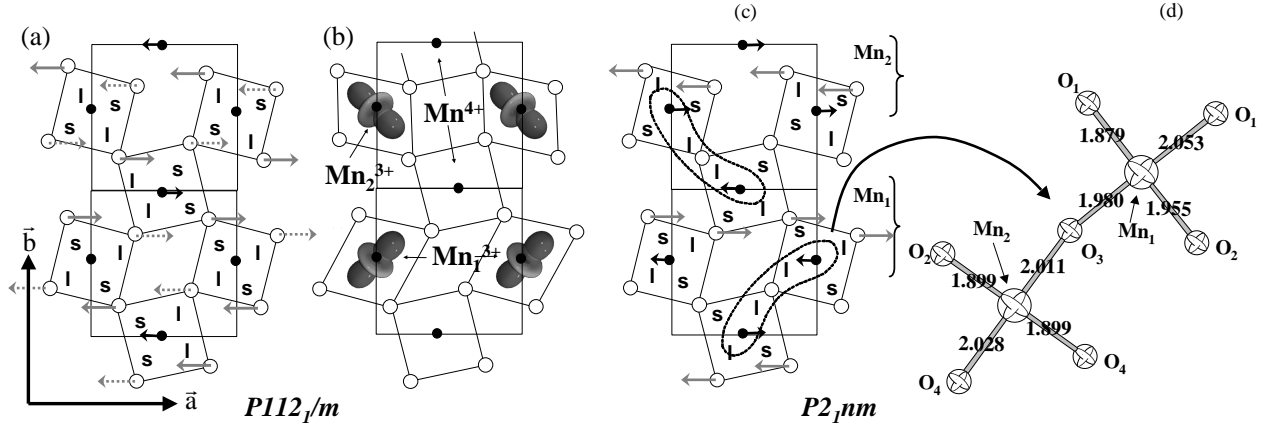 (a)
l
s
l
s
s
l
s
l
l
s
s
l
s
l
l
s
l
s
s
l
b⃗
a⃗
P112₁/m
(b)
Mn⁴⁺
Mn₂³⁺
Mn₁³⁺
(c)
l
s
s
l
l
s
l
s
s
l
l
s
s
l
l
s
l
s
Mn₂
Mn₁
P2₁nm
(d)
O₁
O₁
1.879
2.053
1.980
1.955
Mn₁
O₂
O₃
Mn₂
O₂
2.011
1.899
1.899
2.028
O₄
O₄